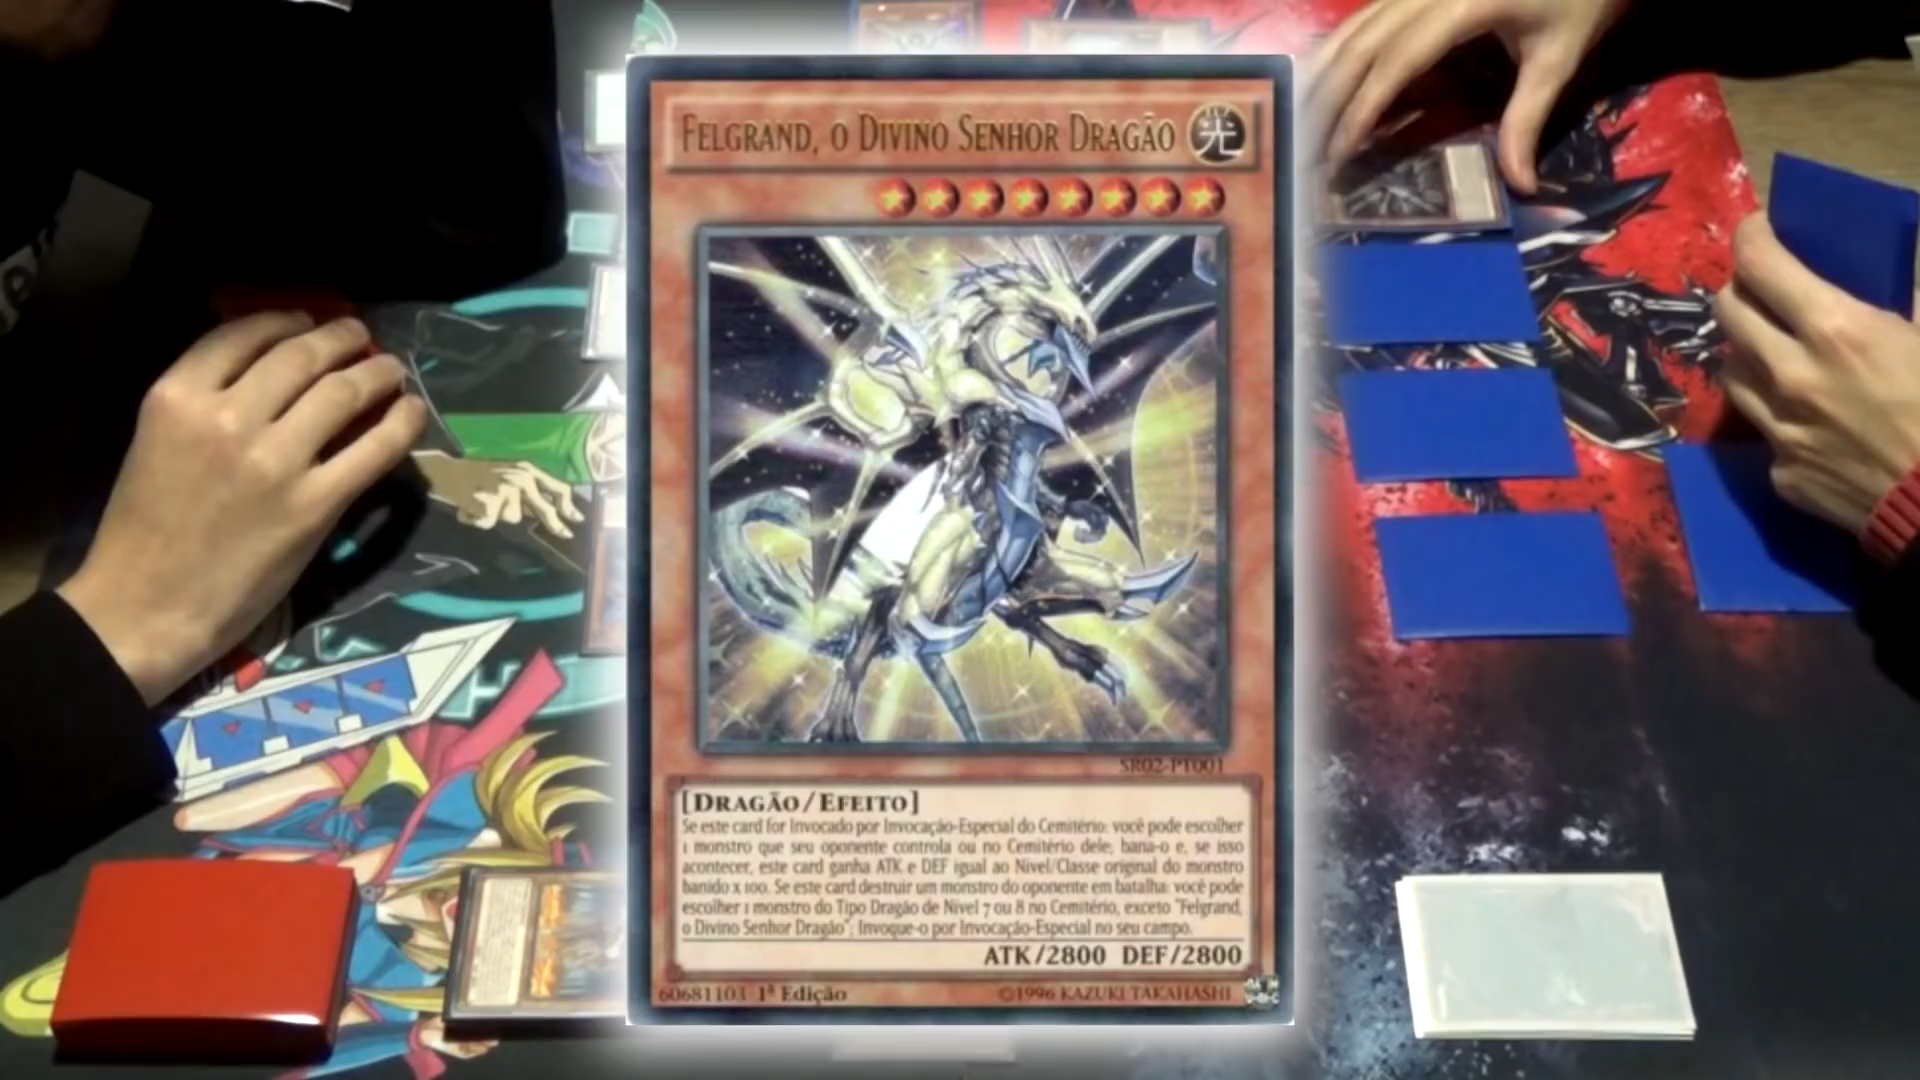 FELGRAND, O DIVINO SENHOR DRAGÃO
光
SR02-PT001
[DRAGÃO/EFEITO]
Se este card for Invocado por Invocação-Especial do Cemitério: você pode escolher
1 monstro que seu oponente controla ou no Cemitério dele; bana-o e, se isso
acontecer, este card ganha ATK e DEF igual ao Nível/Classe original do monstro
banido x 100. Se este card destruir um monstro do oponente em batalha: você pode
escolher 1 monstro do Tipo Dragão de Nível 7 ou 8 no Cemitério, exceto "Felgrand,
o Divino Senhor Dragão"; Invoque-o por Invocação-Especial no seu campo.
ATK/2800 DEF/2800
60681103 1ª Edição ©1996 KAZUKI TAKAHASHI